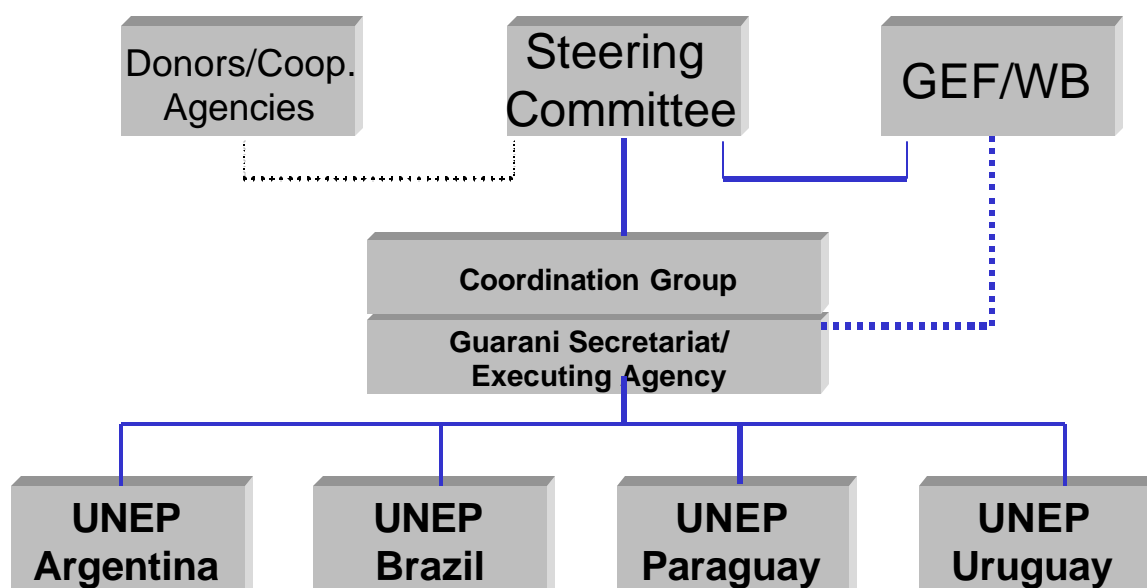 Donors/Coop.
Agencies
Steering
Committee
GEF/WB
Coordination Group
Guarani Secretariat/
Executing Agency
UNEP
Argentina
UNEP
Brazil
UNEP
Paraguay
UNEP
Uruguay